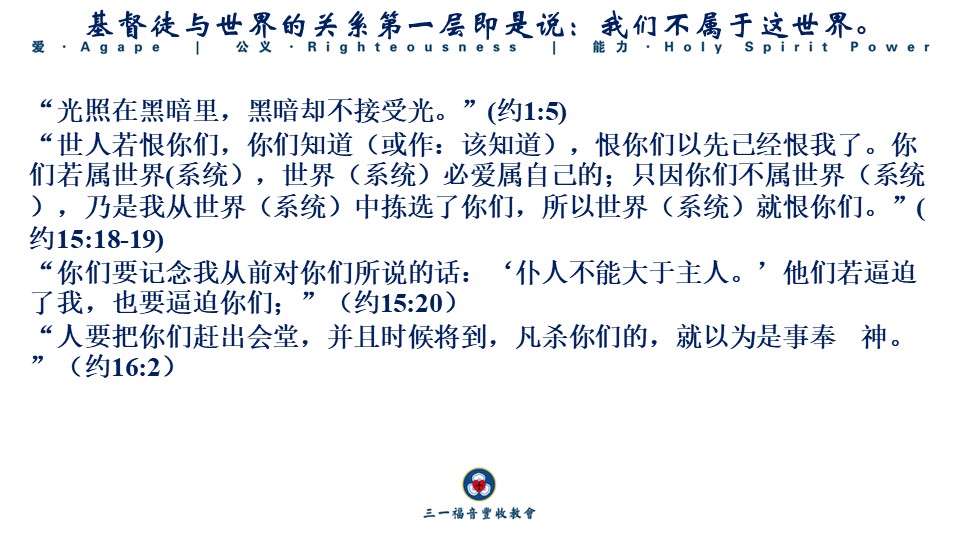 基督徒与世界的关系第一层即是说：我们不属于这世界。
爱 · Agape | 公义 · Righteousness | 能力 · Holy Spirit Power
“光照在黑暗里，黑暗却不接受光。”(约1:5)
“世人若恨你们，你们知道（或作：该知道），恨你们以先已经恨我了。你
们若属世界(系统），世界（系统）必爱属自己的；只因你们不属世界（系统
），乃是我从世界（系统）中拣选了你们，所以世界（系统）就恨你们。”(
约15:18-19)
“你们要记念我从前对你们所说的话：‘仆人不能大于主人。’他们若逼迫
了我，也要逼迫你们；”（约15:20）
“人要把你们赶出会堂，并且时候将到，凡杀你们的，就以为是事奉　神。
”（约16:2）
三一福音豐收教會